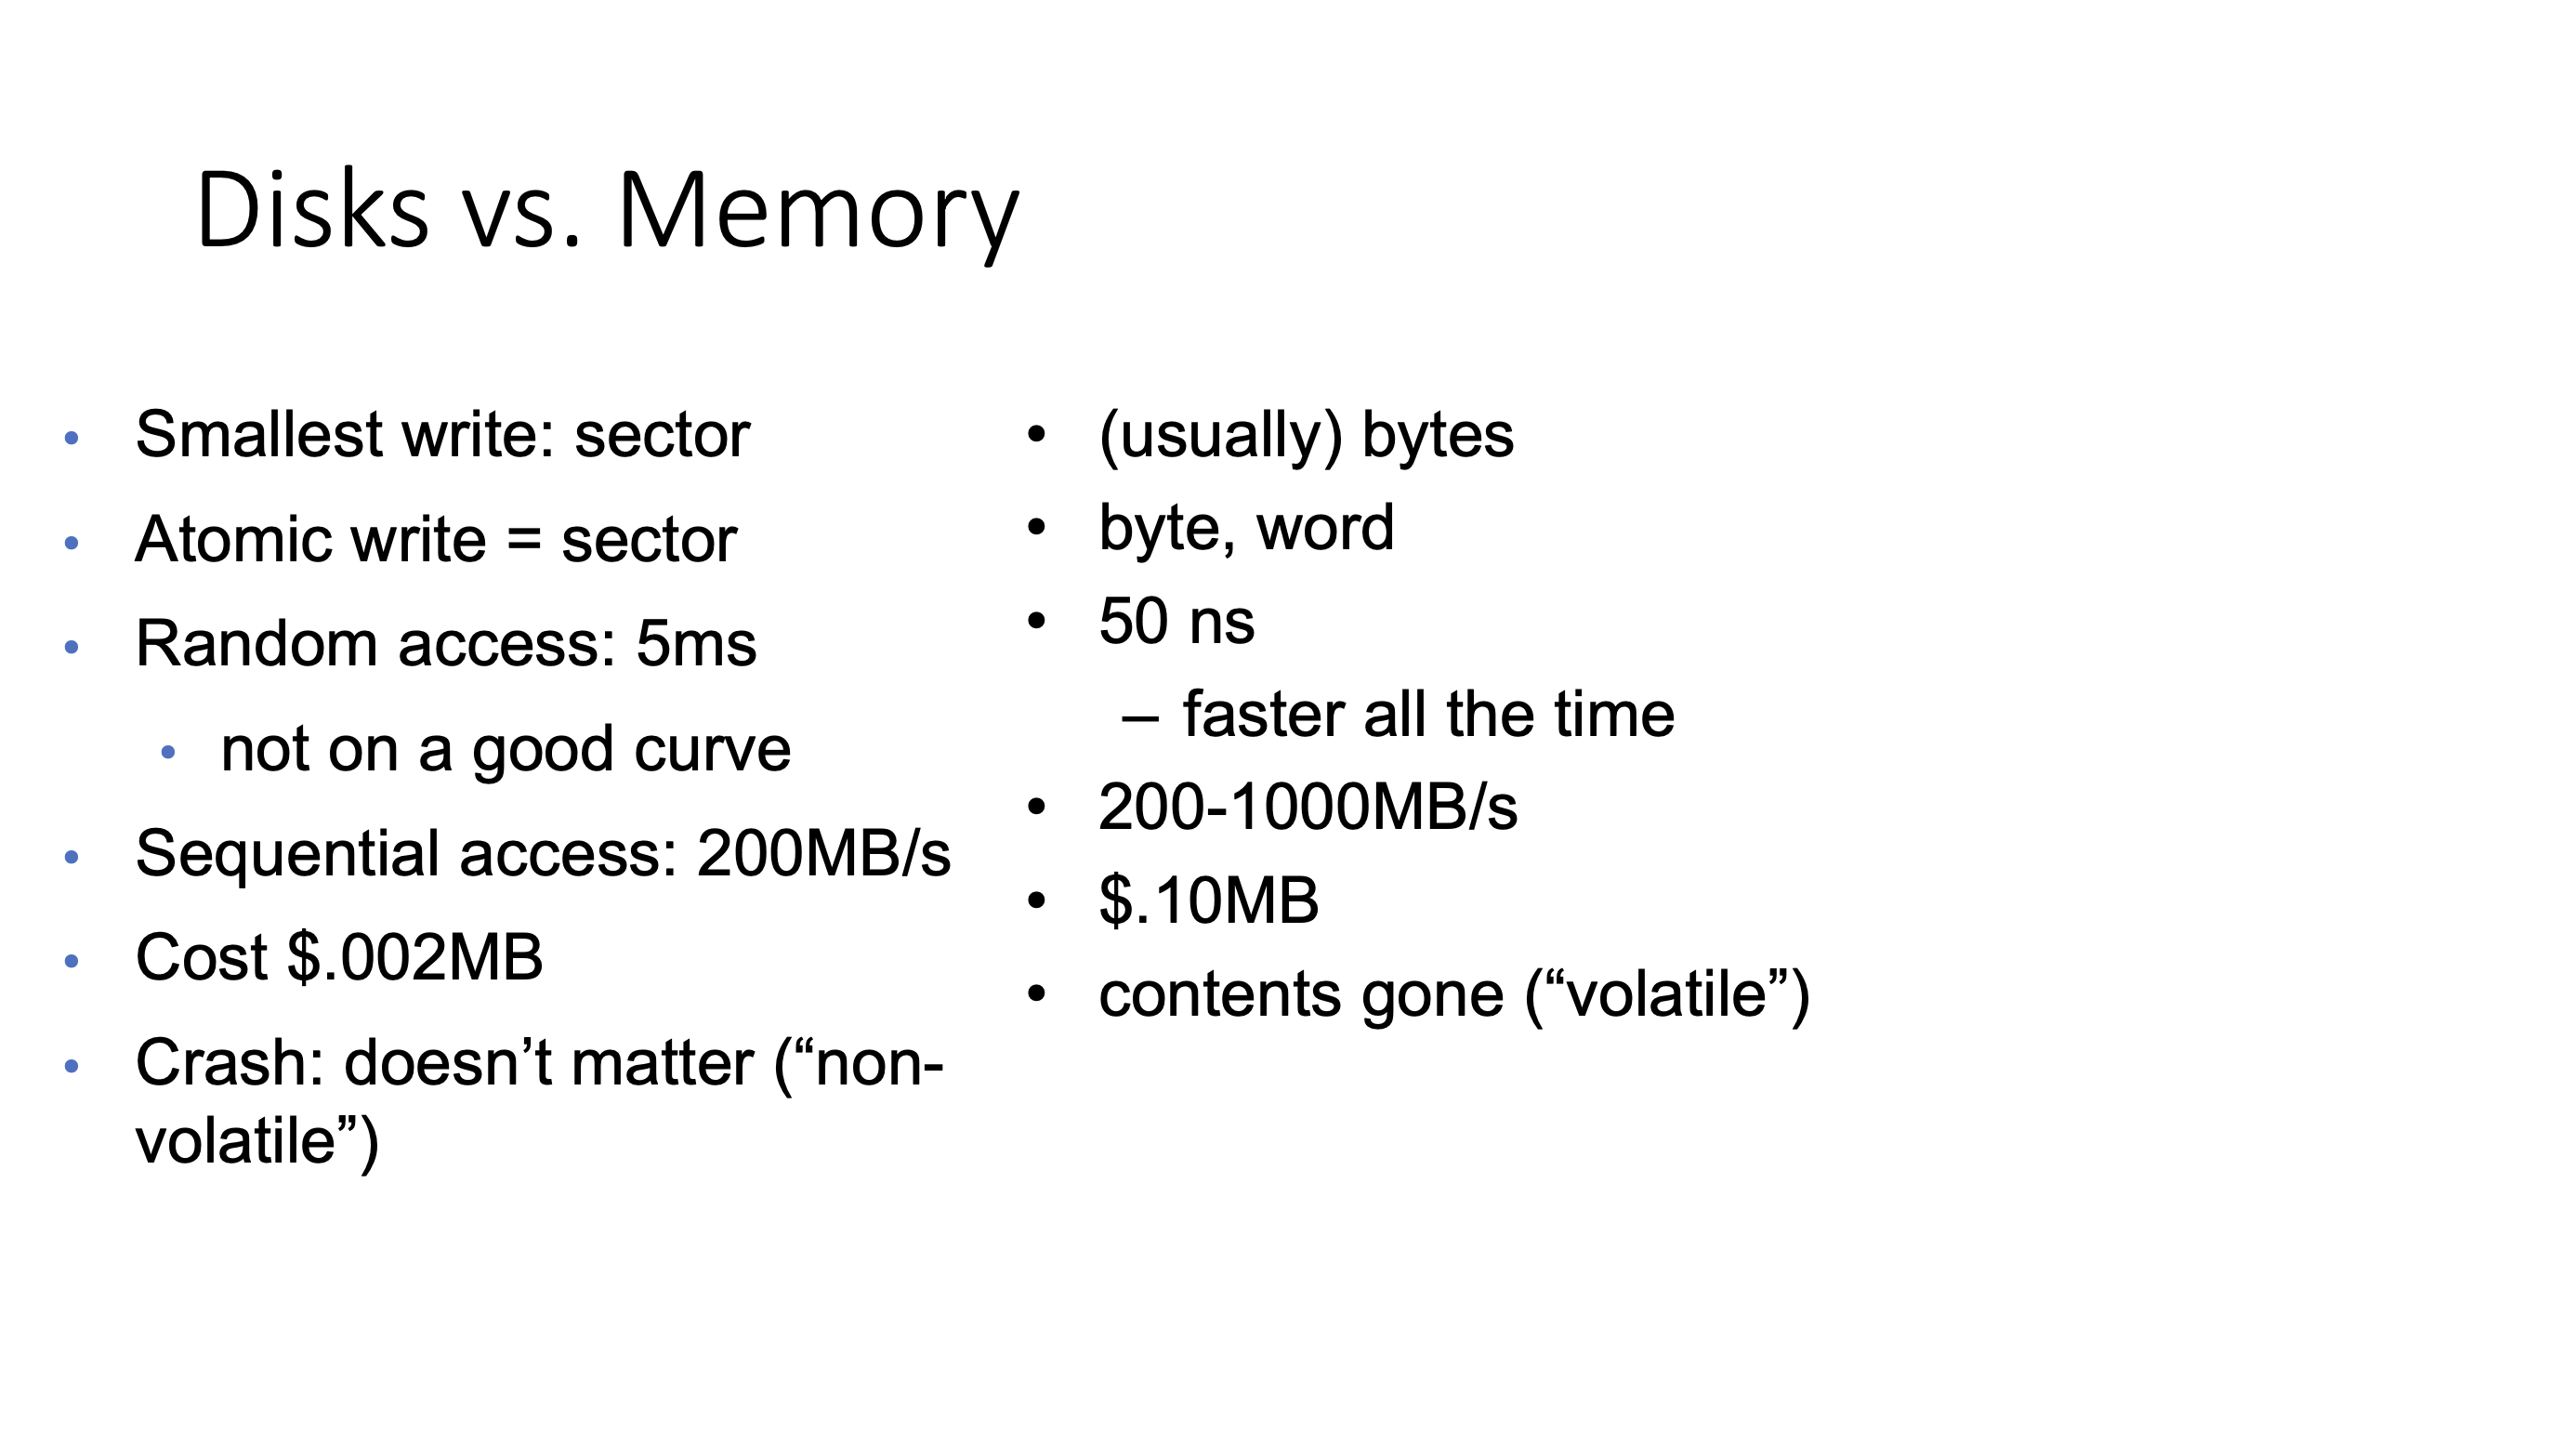 Disks vs. Memory
Smallest write: sector
Atomic write = sector
Random access: 5ms
not on a good curve
Sequential access: 200MB/s
Cost $.002MB
Crash: doesn’t matter (“non-
volatile”)
(usually) bytes
byte, word
50 ns
– faster all the time
200-1000MB/s
$.10MB
contents gone (“volatile”)